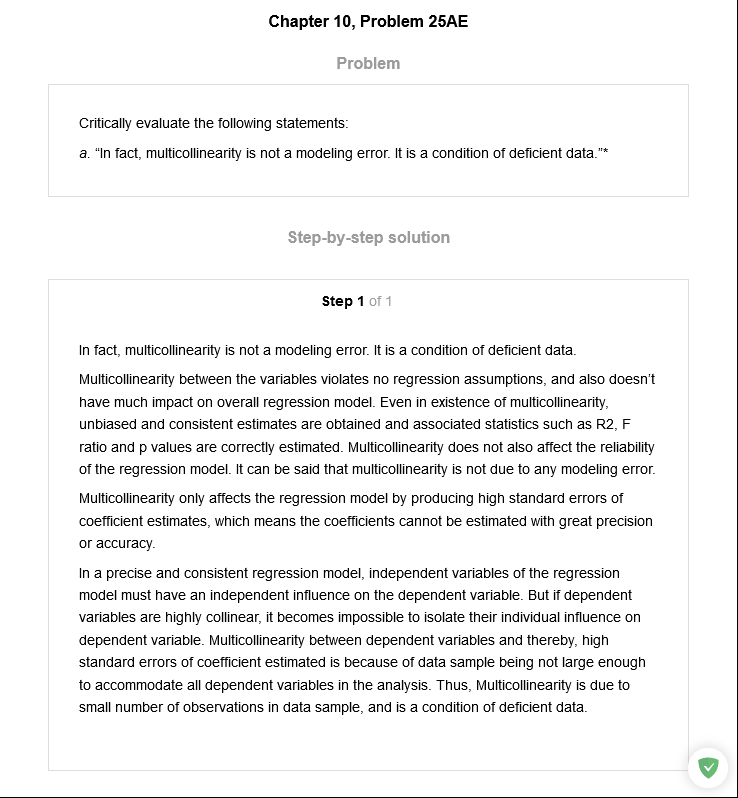 Chapter 10, Problem 25AE
Problem
Critically evaluate the following statements:
a. “In fact, multicollinearity is not a modeling error. It is a condition of deficient data.”*
Step-by-step solution
Step 1 of 1
In fact, multicollinearity is not a modeling error. It is a condition of deficient data.
Multicollinearity between the variables violates no regression assumptions, and also doesn’t
have much impact on overall regression model. Even in existence of multicollinearity,
unbiased and consistent estimates are obtained and associated statistics such as R2, F
ratio and p values are correctly estimated. Multicollinearity does not also affect the reliability
of the regression model. It can be said that multicollinearity is not due to any modeling error.
Multicollinearity only affects the regression model by producing high standard errors of
coefficient estimates, which means the coefficients cannot be estimated with great precision
or accuracy.
In a precise and consistent regression model, independent variables of the regression
model must have an independent influence on the dependent variable. But if dependent
variables are highly collinear, it becomes impossible to isolate their individual influence on
dependent variable. Multicollinearity between dependent variables and thereby, high
standard errors of coefficient estimated is because of data sample being not large enough
to accommodate all dependent variables in the analysis. Thus, Multicollinearity is due to
small number of observations in data sample, and is a condition of deficient data.